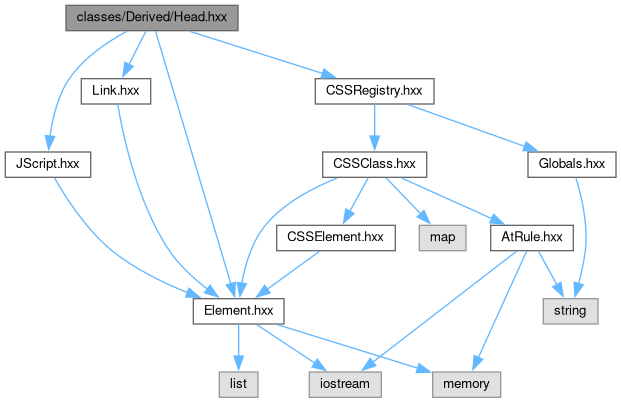 classes/Derived/Head.hxx
Link.hxx
CSSRegistry.hxx
JScript.hxx
CSSClass.hxx
Globals.hxx
CSSElement.hxx
map
AtRule.hxx
Element.hxx
string
list
iostream
memory